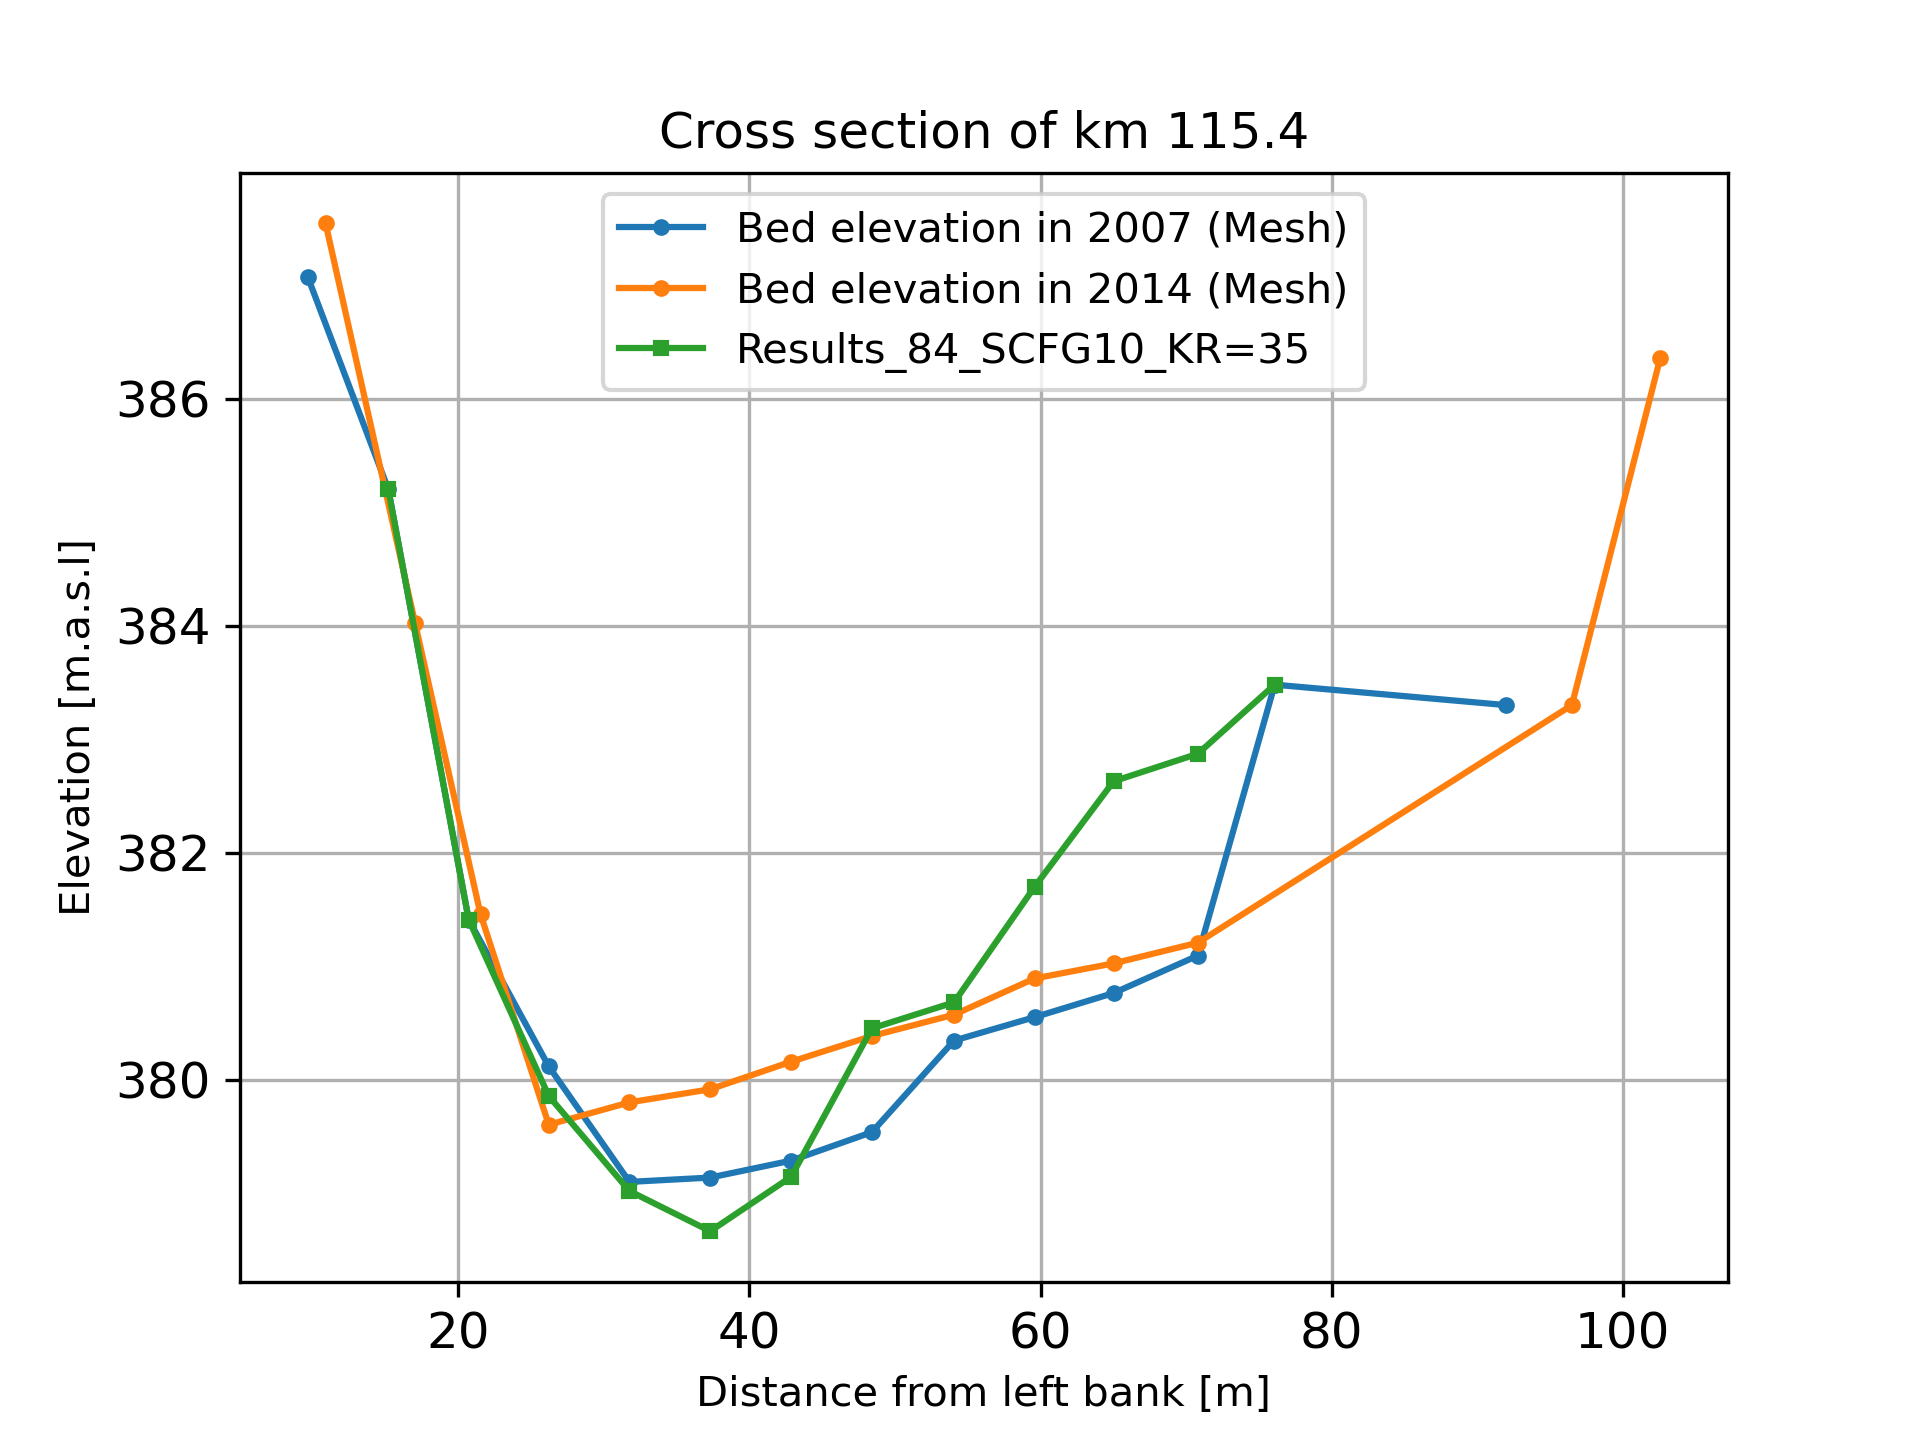 Cross section of km 115.4
Bed elevation in 2007 (Mesh)
Bed elevation in 2014 (Mesh)
Results_84_SCFG10_KR=35
386
384
382
380
Elevation [m.a.s.l]
20 40 60 80 100
Distance from left bank [m]